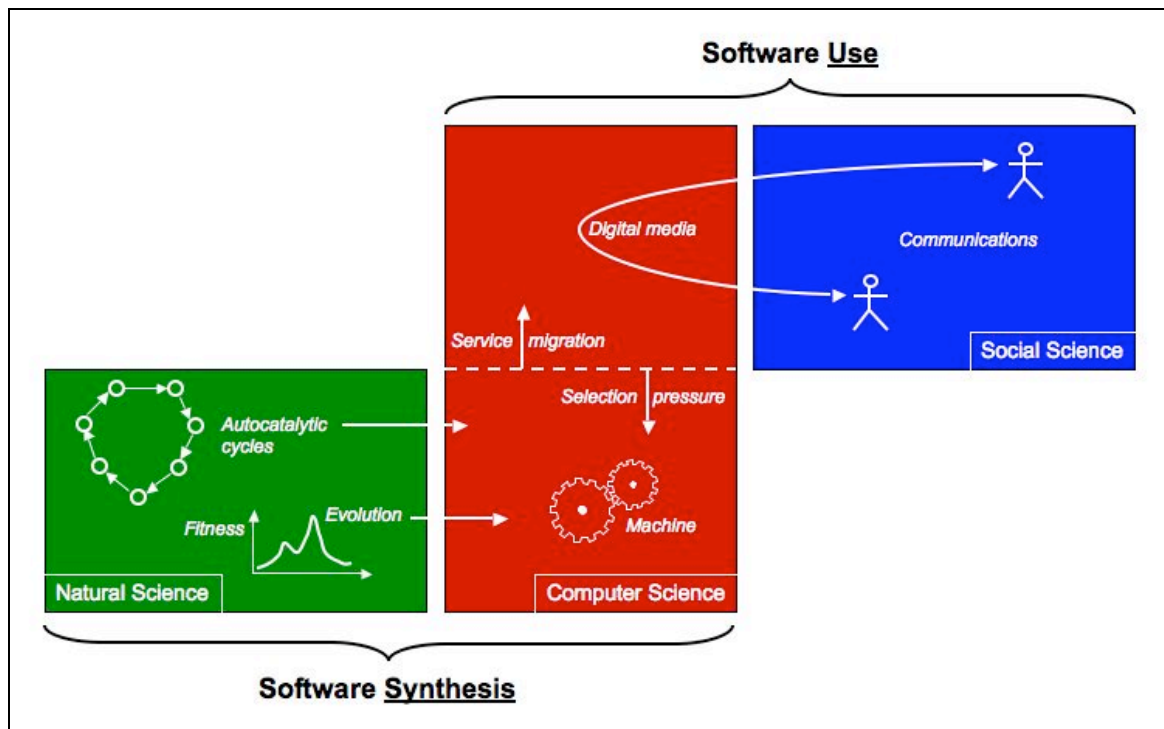 Software Use
Digital media
Communications
Service migration
Social Science
Selection pressure
Autocatalytic
cycles
Evolution
Fitness
Machine
Natural Science
Computer Science
Software Synthesis